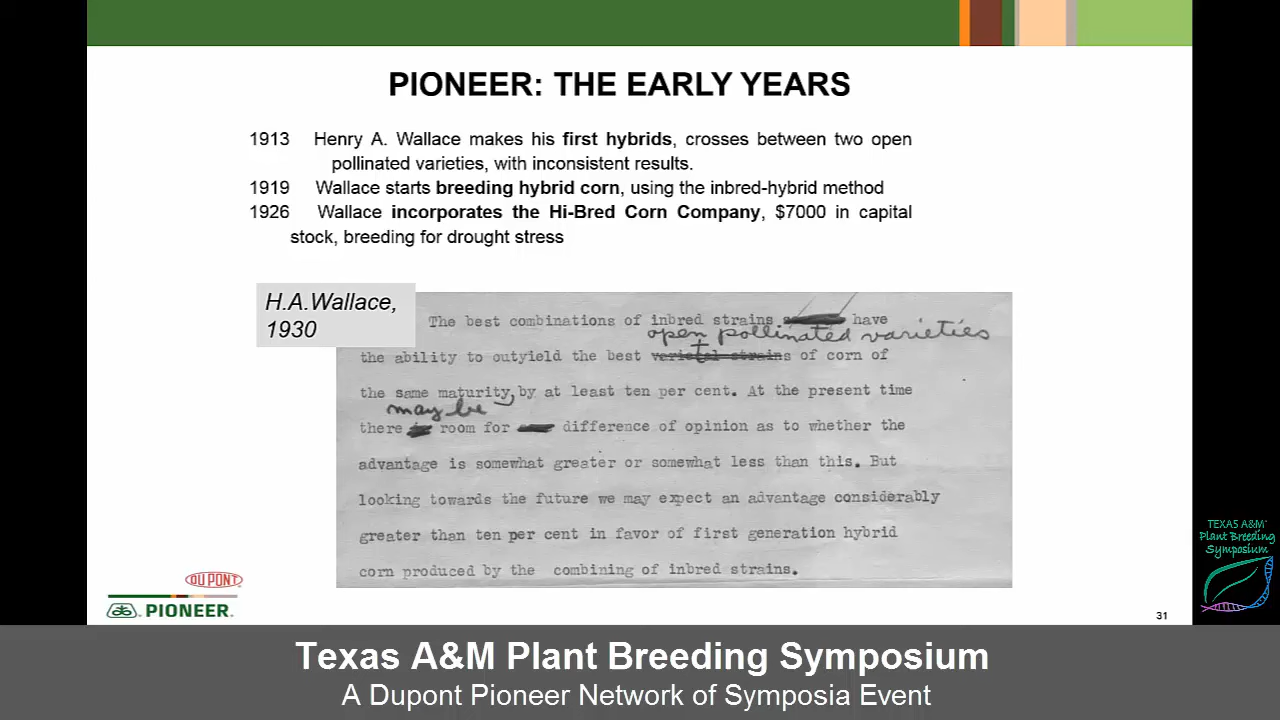 PIONEER: THE EARLY YEARS
1913 Henry A. Wallace makes his first hybrids, crosses between two open
pollinated varieties, with inconsistent results.
1919 Wallace starts breeding hybrid corn, using the inbred-hybrid method
1926 Wallace incorporates the Hi-Bred Corn Company, $7000 in capital
stock, breeding for drought stress
H.A.Wallace,
1930
The best combinations of inbred strains have
open pollinated varieties
the ability to outyield the best varietal strains of corn of
the same maturity, by at least ten per cent. At the present time
may be
there room for difference of opinion as to whether the
advantage is somewhat greater or somewhat less than this. But
looking towards the future we may expect an advantage considerably
greater than ten per cent in favor of first generation hybrid
corn produced by the combining of inbred strains.
DUPONT
PIONEER.
31
TEXAS A&M
Plant Breeding
Symposium
Texas A&M Plant Breeding Symposium
A Dupont Pioneer Network of Symposia Event